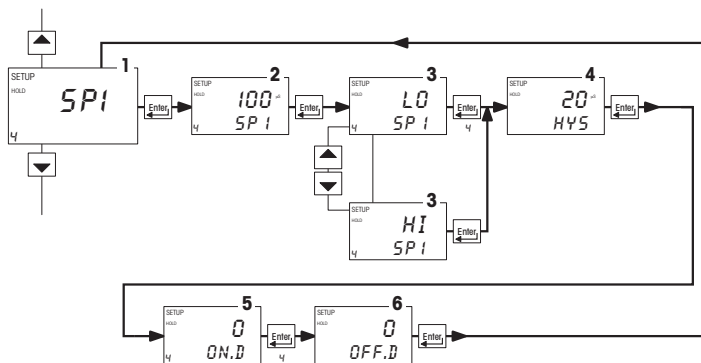 1
SETUP
HOLD
SP1
4
Enter
2
SETUP
HOLD
100 µS
SP1
4
Enter
3
SETUP
HOLD
LO
SP1
4
Enter
4
3
SETUP
HOLD
HI
SP1
4
Enter
4
SETUP
HOLD
20 µS
HYS
Enter
5
SETUP
HOLD
0
ON.D
4
Enter
4
6
SETUP
HOLD
0
OFF.D
Enter